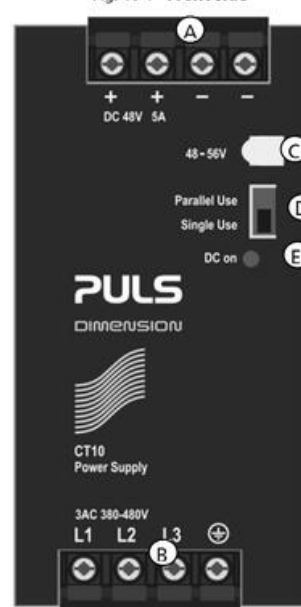 A
+ + – –
DC 48V 5A
48-56V C
Parallel Use
D
Single Use
DC on E
PULS
DIMENSION
CT10
Power Supply
3AC 380-480V
L1 L2 L3
B